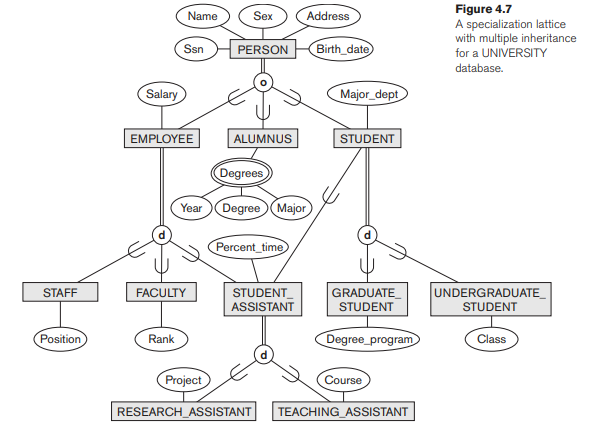 Figure 4.7
A specialization lattice
with multiple inheritance
for a UNIVERSITY
database.
Name
Sex
Address
Ssn
PERSON
Birth_date
o
Salary
Major_dept
EMPLOYEE
ALUMNUS
STUDENT
Degrees
Year
Degree
Major
d
d
Percent_time
STAFF
FACULTY
STUDENT_
ASSISTANT
GRADUATE_
STUDENT
UNDERGRADUATE_
STUDENT
Position
Rank
Degree_program
Class
d
Project
Course
RESEARCH_ASSISTANT
TEACHING_ASSISTANT